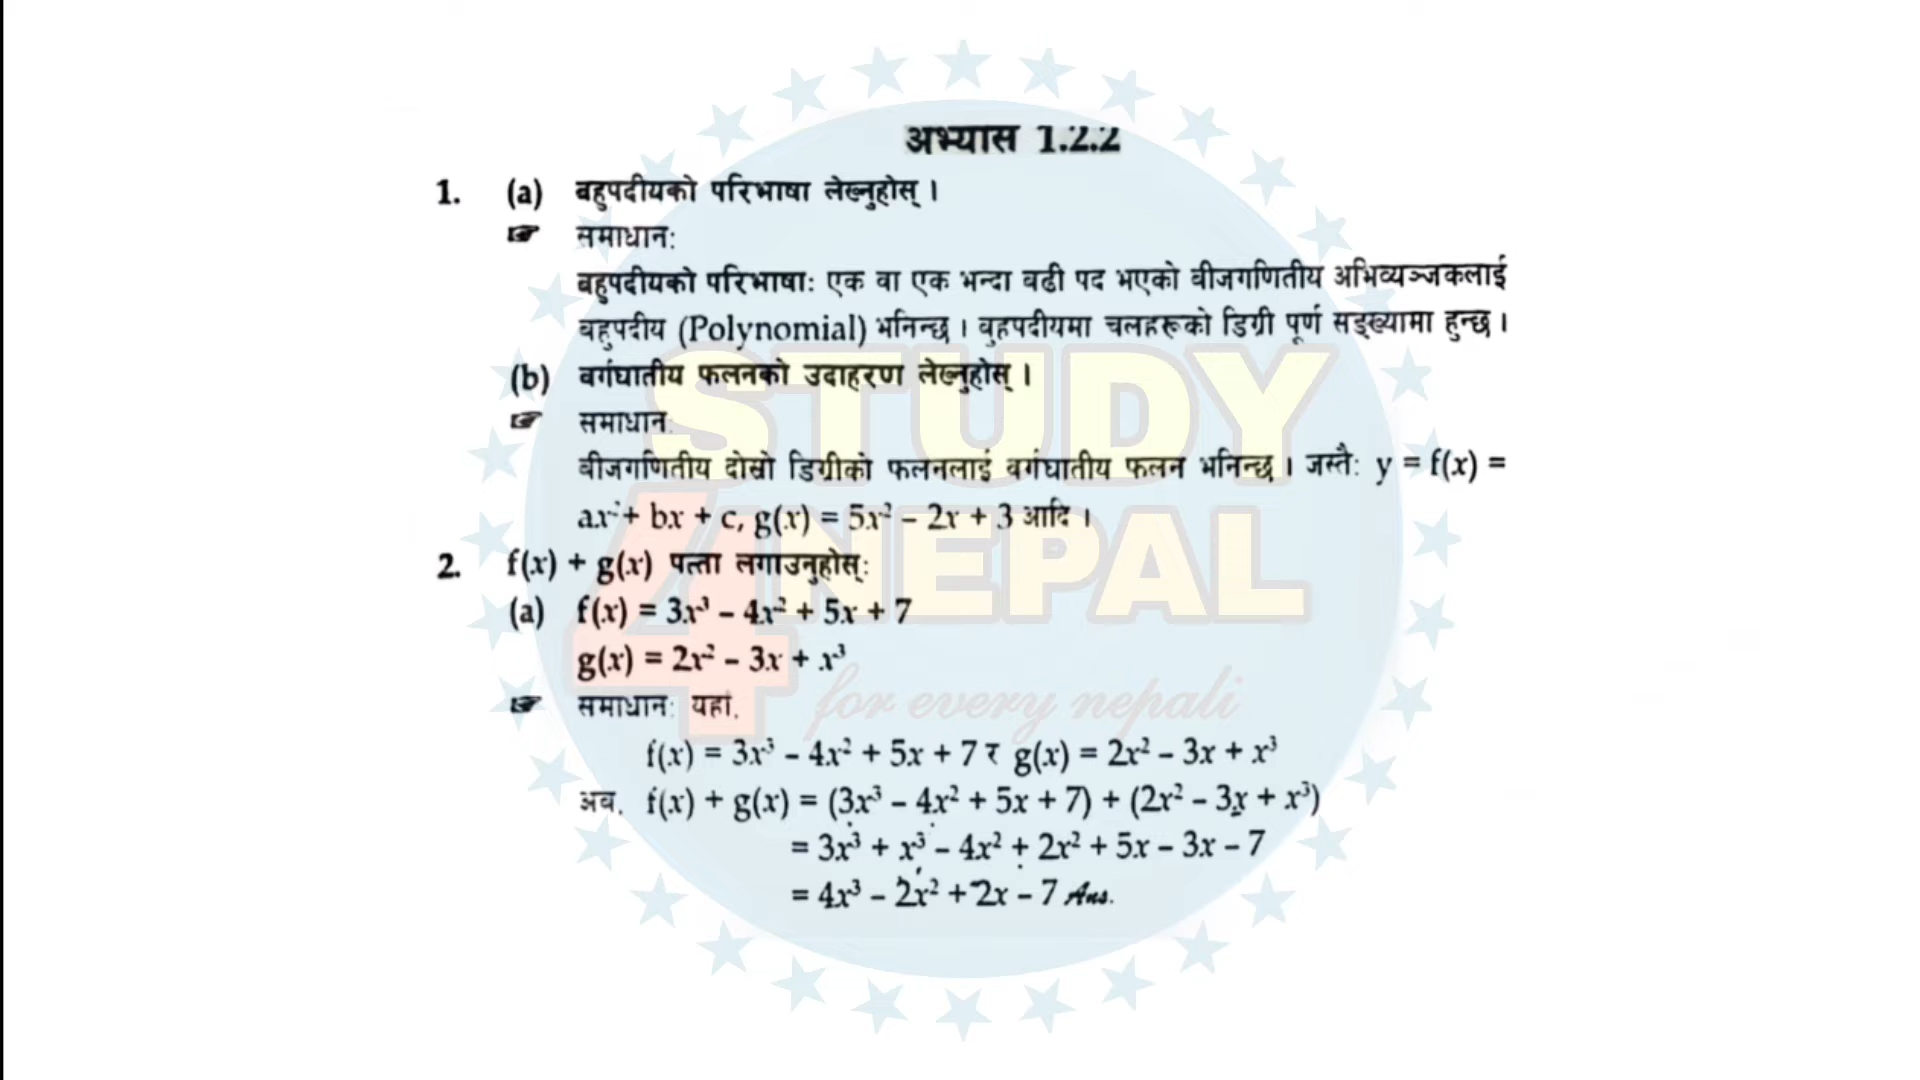 अभ्यास 1.2.2
1. (a) बहुपदीयको परिभाषा लेख्नुहोस् ।
☞ समाधानः
बहुपदीयको परिभाषाः एक वा एक भन्दा बढी पद भएको बीजगणितीय अभिव्यञ्जकलाई
बहुपदीय (Polynomial) भनिन्छ । बुहपदीयमा चलहरूको डिग्री पूर्ण सङ्ख्यामा हुन्छ ।
(b) वर्गघातीय फलनको उदाहरण लेख्नुहोस् ।
☞ समाधान:
बीजगणितीय दोस्रो डिग्रीको फलनलाई वर्गघातीय फलन भनिन्छ । जस्तैः y = f(x) =
ax² + bx + c, g(x) = 5x² – 2x + 3 आदि ।
2. f(x) + g(x) पत्ता लगाउनुहोस्:
(a) f(x) = 3x³ – 4x² + 5x + 7
g(x) = 2x² – 3x + x³
☞ समाधानः यहां,
f(x) = 3x³ – 4x² + 5x + 7 र g(x) = 2x² – 3x + x³
अब, f(x) + g(x) = (3x³ – 4x² + 5x + 7) + (2x² – 3x + x³)
= 3x³ + x³ – 4x² + 2x² + 5x – 3x – 7
= 4x³ – 2x² + 2x – 7 Ans.
STUDY
4 NEPAL
for every nepali